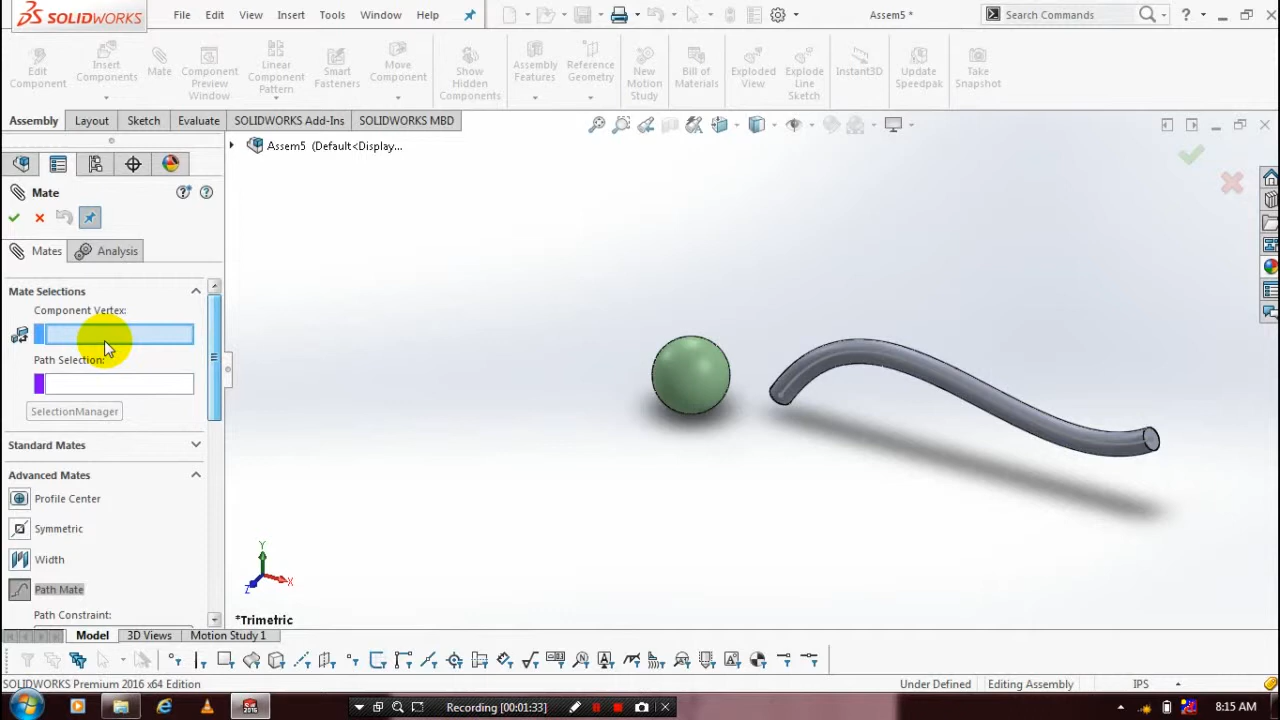 SOLIDWORKS
File Edit View Insert Tools Window Help
Assem5 *
Search Commands
?
Edit Component
Insert Components
Mate
Component Preview Window
Linear Component Pattern
Smart Fasteners
Move Component
Show Hidden Components
Assembly Features
Reference Geometry
New Motion Study
Bill of Materials
Exploded View
Explode Line Sketch
Instant3D
Update Speedpak
Take Snapshot
Assembly Layout Sketch Evaluate SOLIDWORKS Add-Ins SOLIDWORKS MBD
Assem5 (Default<Display...
Mate
Mates Analysis
Mate Selections
Component Vertex:
Path Selection:
SelectionManager
Standard Mates
Advanced Mates
Profile Center
Symmetric
Width
Path Mate
Path Constraint:
Y
X
Z
*Trimetric
Model 3D Views Motion Study 1
SOLIDWORKS Premium 2016 x64 Edition
Under Defined Editing Assembly IPS
Recording [00:01:33]
8:15 AM